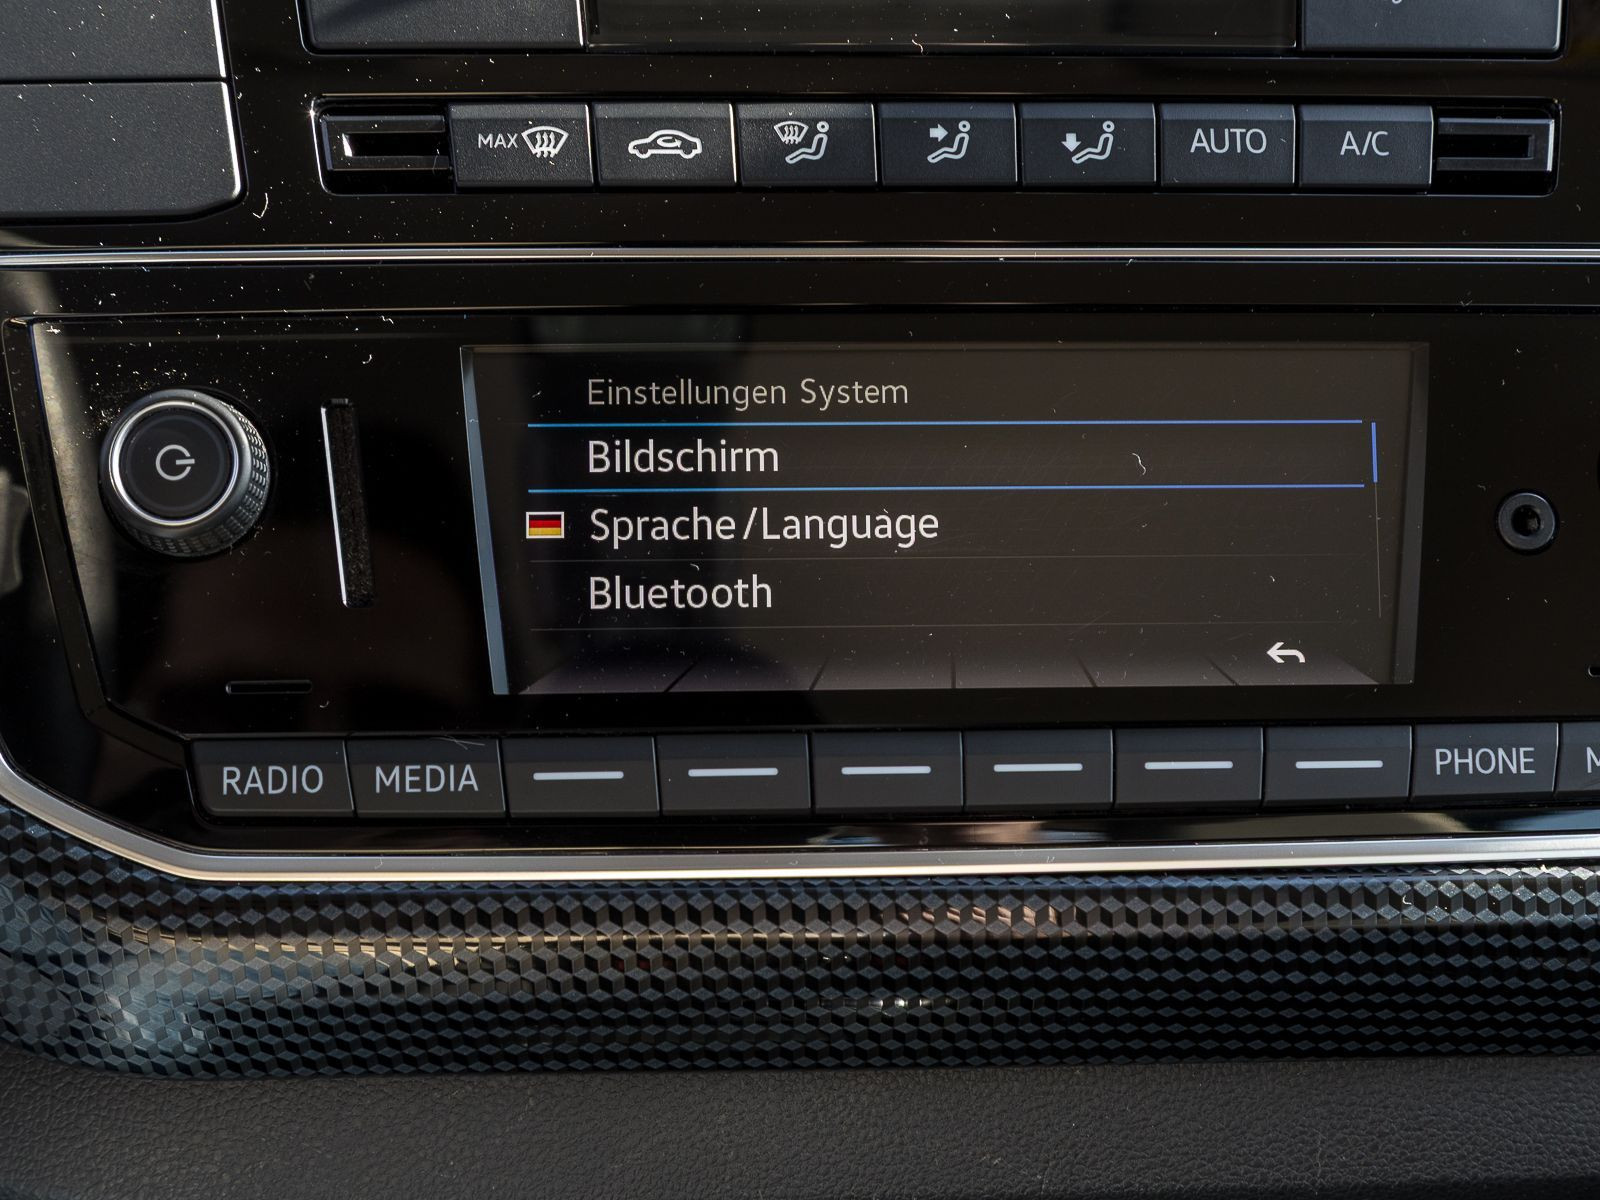 MAX
AUTO
A/C
Einstellungen System
Bildschirm
Sprache/Language
Bluetooth
RADIO
MEDIA
PHONE